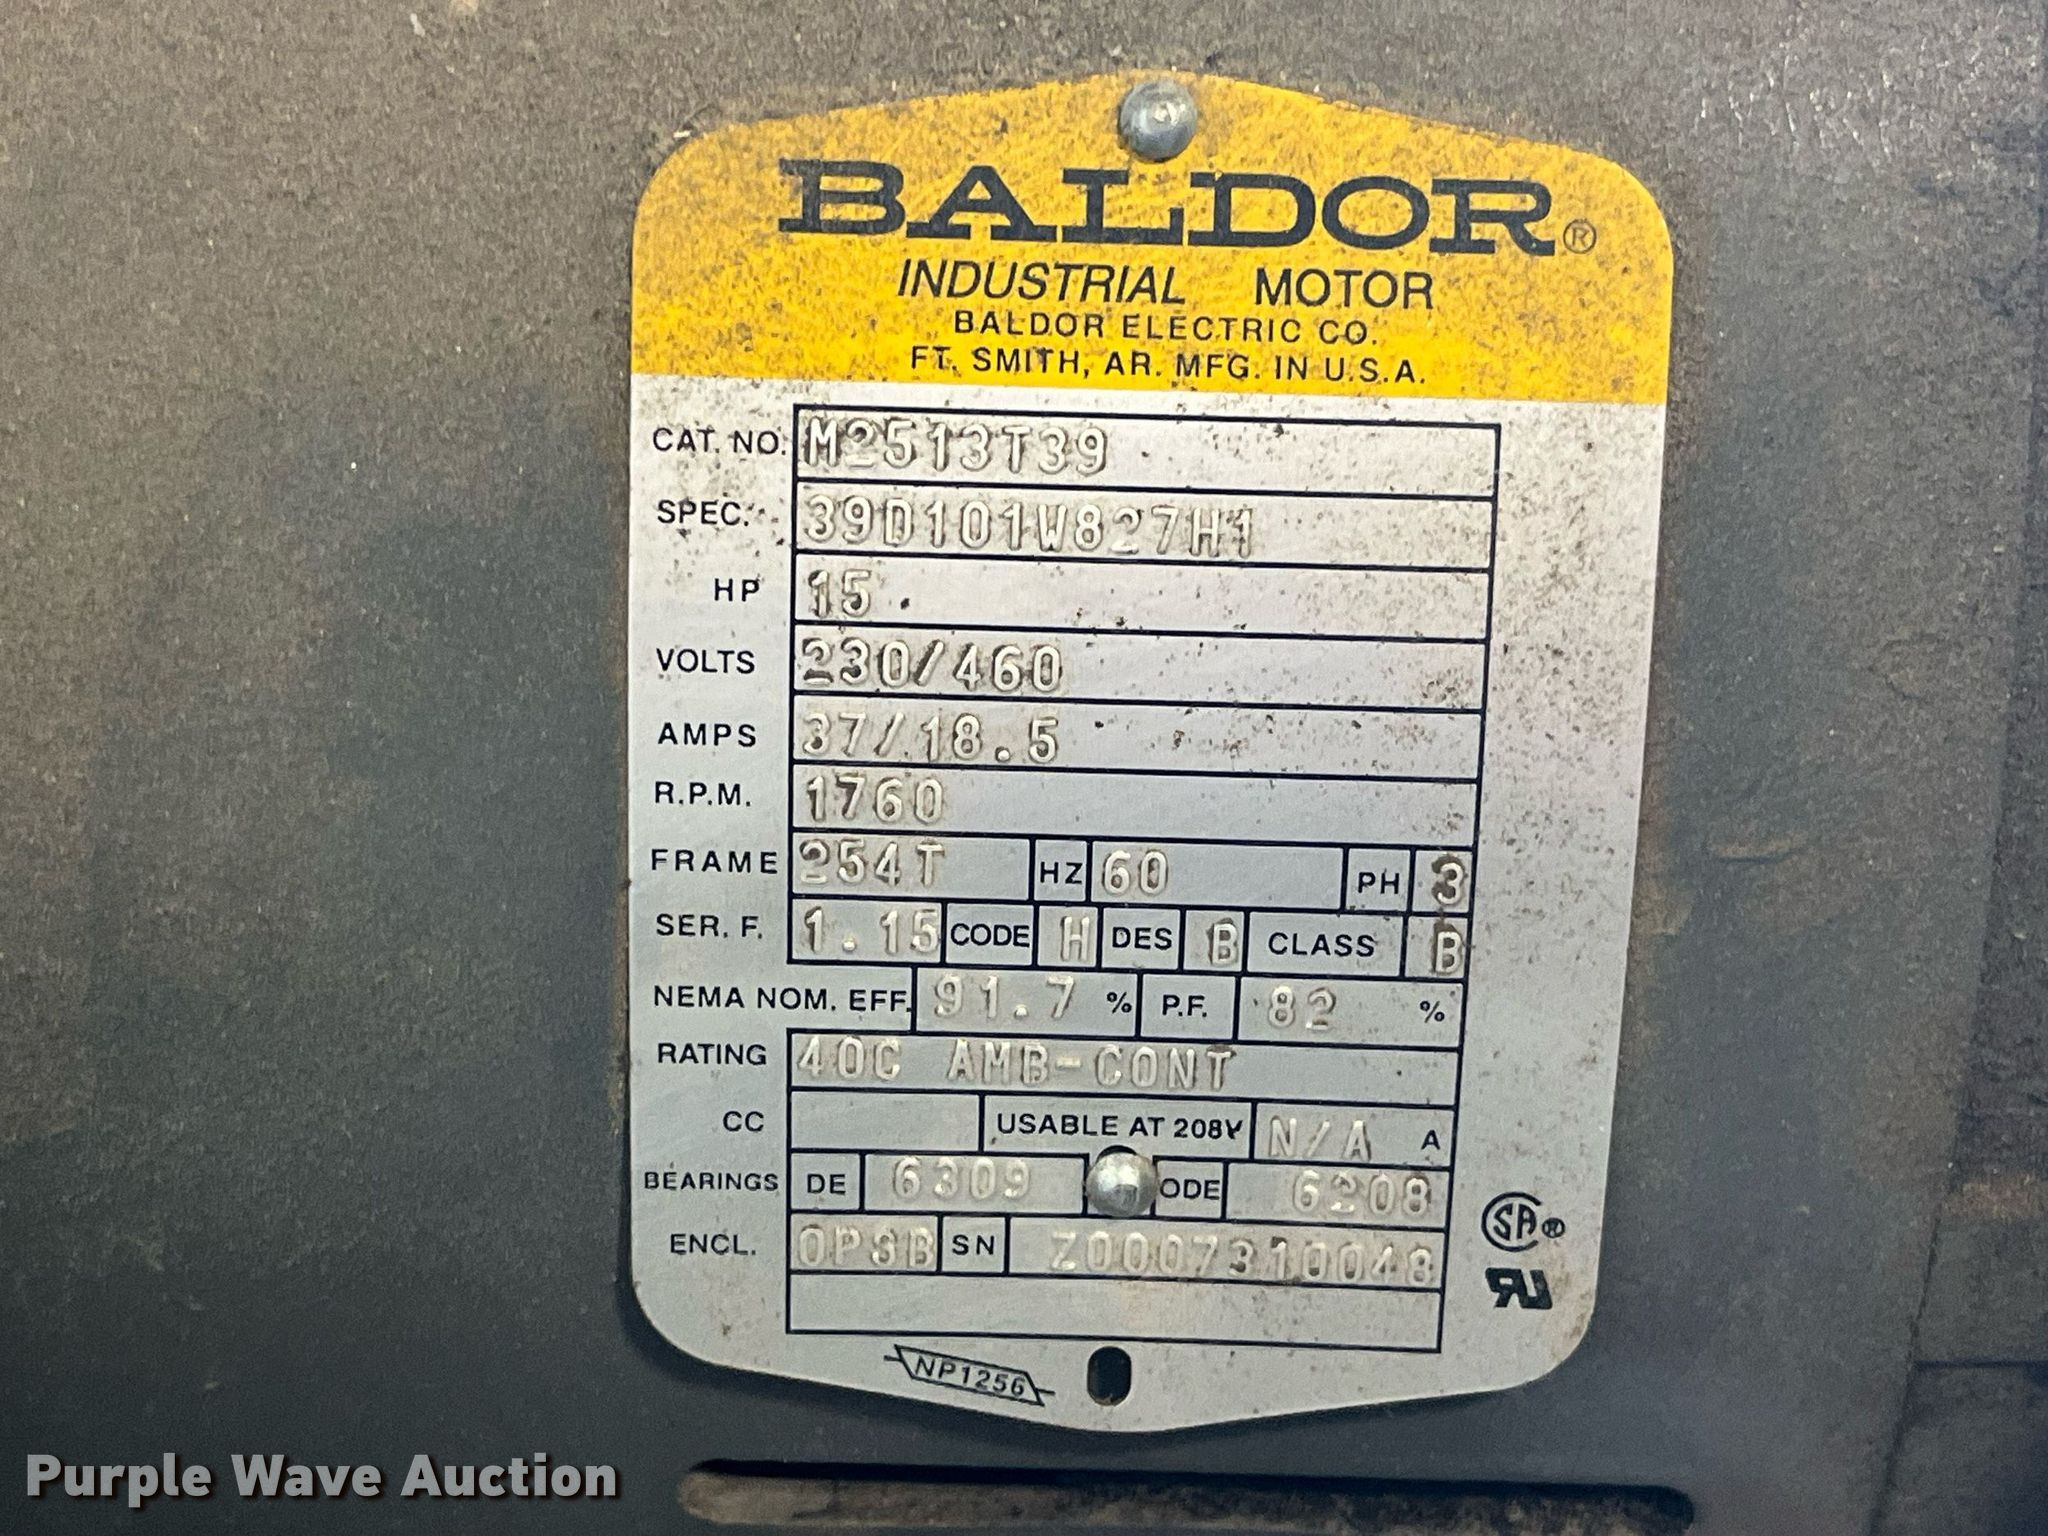 BALDOR®
INDUSTRIAL MOTOR
BALDOR ELECTRIC CO.
FT. SMITH, AR. MFG. IN U.S.A.
CAT. NO. M2513T39
SPEC. 39D101W827H1
HP 15
VOLTS 230/460
AMPS 37/18.5
R.P.M. 1760
FRAME 254T HZ 60 PH 3
SER. F. 1.15 CODE H DES B CLASS B
NEMA NOM. EFF. 91.7 % P.F. 82 %
RATING 40C AMB-CONT
CC USABLE AT 208V N/A A
BEARINGS DE 6309 ODE 6208
ENCL. OPSB SN Z0007310048
SA®
RU
NP1256
Purple Wave Auction